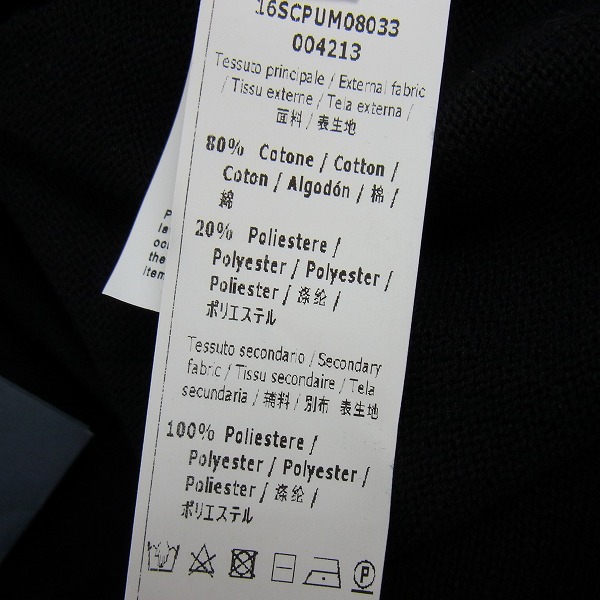 16SCPUM08033
004213
Tessuto principale / External fabric
/ Tissu externe / Tela externa /
面料 / 表生地
80% Cotone / Cotton /
Coton / Algodón / 棉 /
綿
20% Poliestere /
Polyester / Polyester /
Poliester / 涤纶 /
ポリエステル
Tessuto secondario / Secondary
fabric / Tissu secondaire / Tela
secundaria / 辅料 / 別布 表生地
100% Poliestere /
Polyester / Polyester /
Poliester / 涤纶 /
ポリエステル
P
the
item